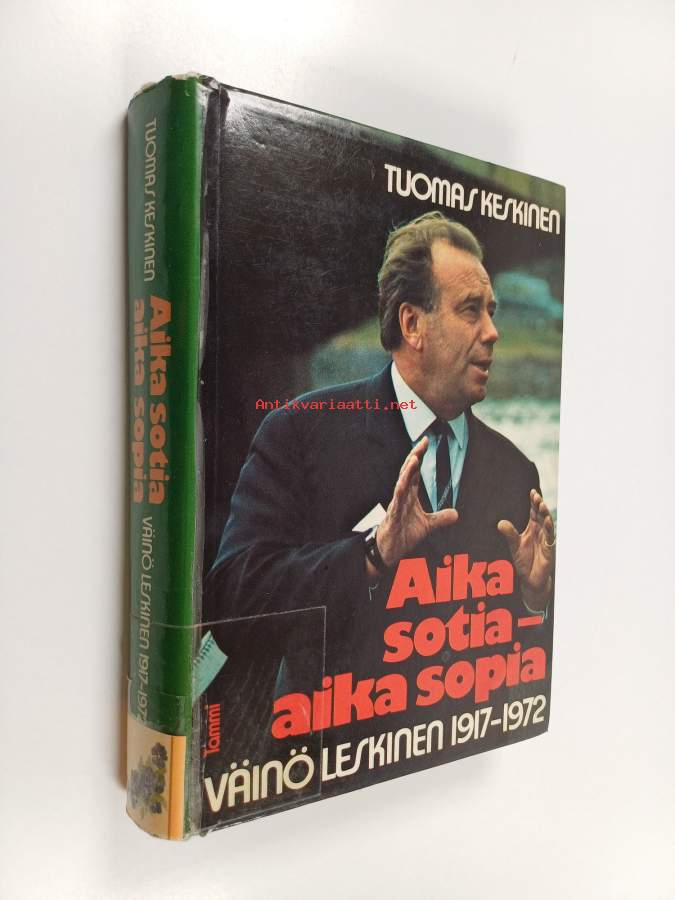 TUOMAS KESKINEN
Aika sotia
aika sopia
VÄINÖ LESKINEN 1917-197
TUOMAS KESKINEN
Antikvariaatti.net
Aika
sotia –
aika sopia
Tammi
VÄINÖ LESKINEN 1917-1972